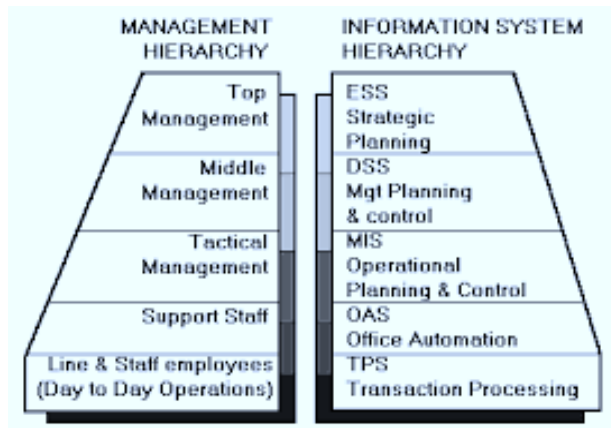 MANAGEMENT
HIERARCHY
Top
Management
Middle
Management
Tactical
Management
Support Staff
Line & Staff employees
(Day to Day Operations)
INFORMATION SYSTEM
HIERARCHY
ESS
Strategic
Planning
DSS
Mgt Planning
& control
MIS
Operational
Planning & Control
OAS
Office Automation
TPS
Transaction Processing